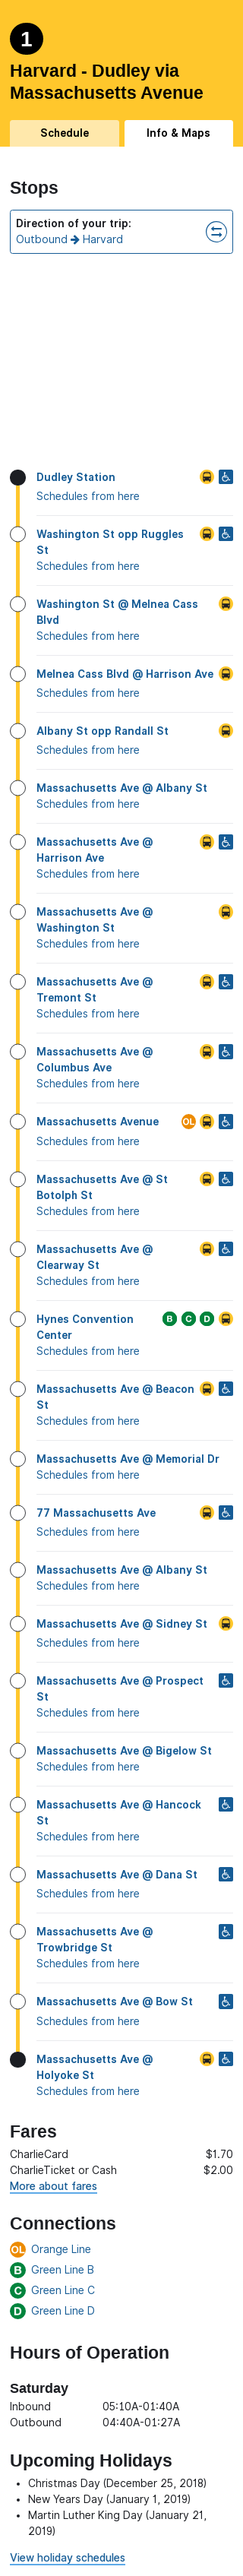 1
Harvard - Dudley via
Massachusetts Avenue
Schedule
Info & Maps
Stops
Direction of your trip:
Outbound → Harvard
Dudley Station
Schedules from here
Washington St opp Ruggles
St
Schedules from here
Washington St @ Melnea Cass
Blvd
Schedules from here
Melnea Cass Blvd @ Harrison Ave
Schedules from here
Albany St opp Randall St
Schedules from here
Massachusetts Ave @ Albany St
Schedules from here
Massachusetts Ave @
Harrison Ave
Schedules from here
Massachusetts Ave @
Washington St
Schedules from here
Massachusetts Ave @
Tremont St
Schedules from here
Massachusetts Ave @
Columbus Ave
Schedules from here
Massachusetts Avenue OL
Schedules from here
Massachusetts Ave @ St
Botolph St
Schedules from here
Massachusetts Ave @
Clearway St
Schedules from here
Hynes Convention B C D
Center
Schedules from here
Massachusetts Ave @ Beacon
St
Schedules from here
Massachusetts Ave @ Memorial Dr
Schedules from here
77 Massachusetts Ave
Schedules from here
Massachusetts Ave @ Albany St
Schedules from here
Massachusetts Ave @ Sidney St
Schedules from here
Massachusetts Ave @ Prospect
St
Schedules from here
Massachusetts Ave @ Bigelow St
Schedules from here
Massachusetts Ave @ Hancock
St
Schedules from here
Massachusetts Ave @ Dana St
Schedules from here
Massachusetts Ave @
Trowbridge St
Schedules from here
Massachusetts Ave @ Bow St
Schedules from here
Massachusetts Ave @
Holyoke St
Schedules from here
Fares
CharlieCard $1.70
CharlieTicket or Cash $2.00
More about fares
Connections
OL Orange Line
B Green Line B
C Green Line C
D Green Line D
Hours of Operation
Saturday
Inbound 05:10A-01:40A
Outbound 04:40A-01:27A
Upcoming Holidays
• Christmas Day (December 25, 2018)
• New Years Day (January 1, 2019)
• Martin Luther King Day (January 21,
2019)
View holiday schedules